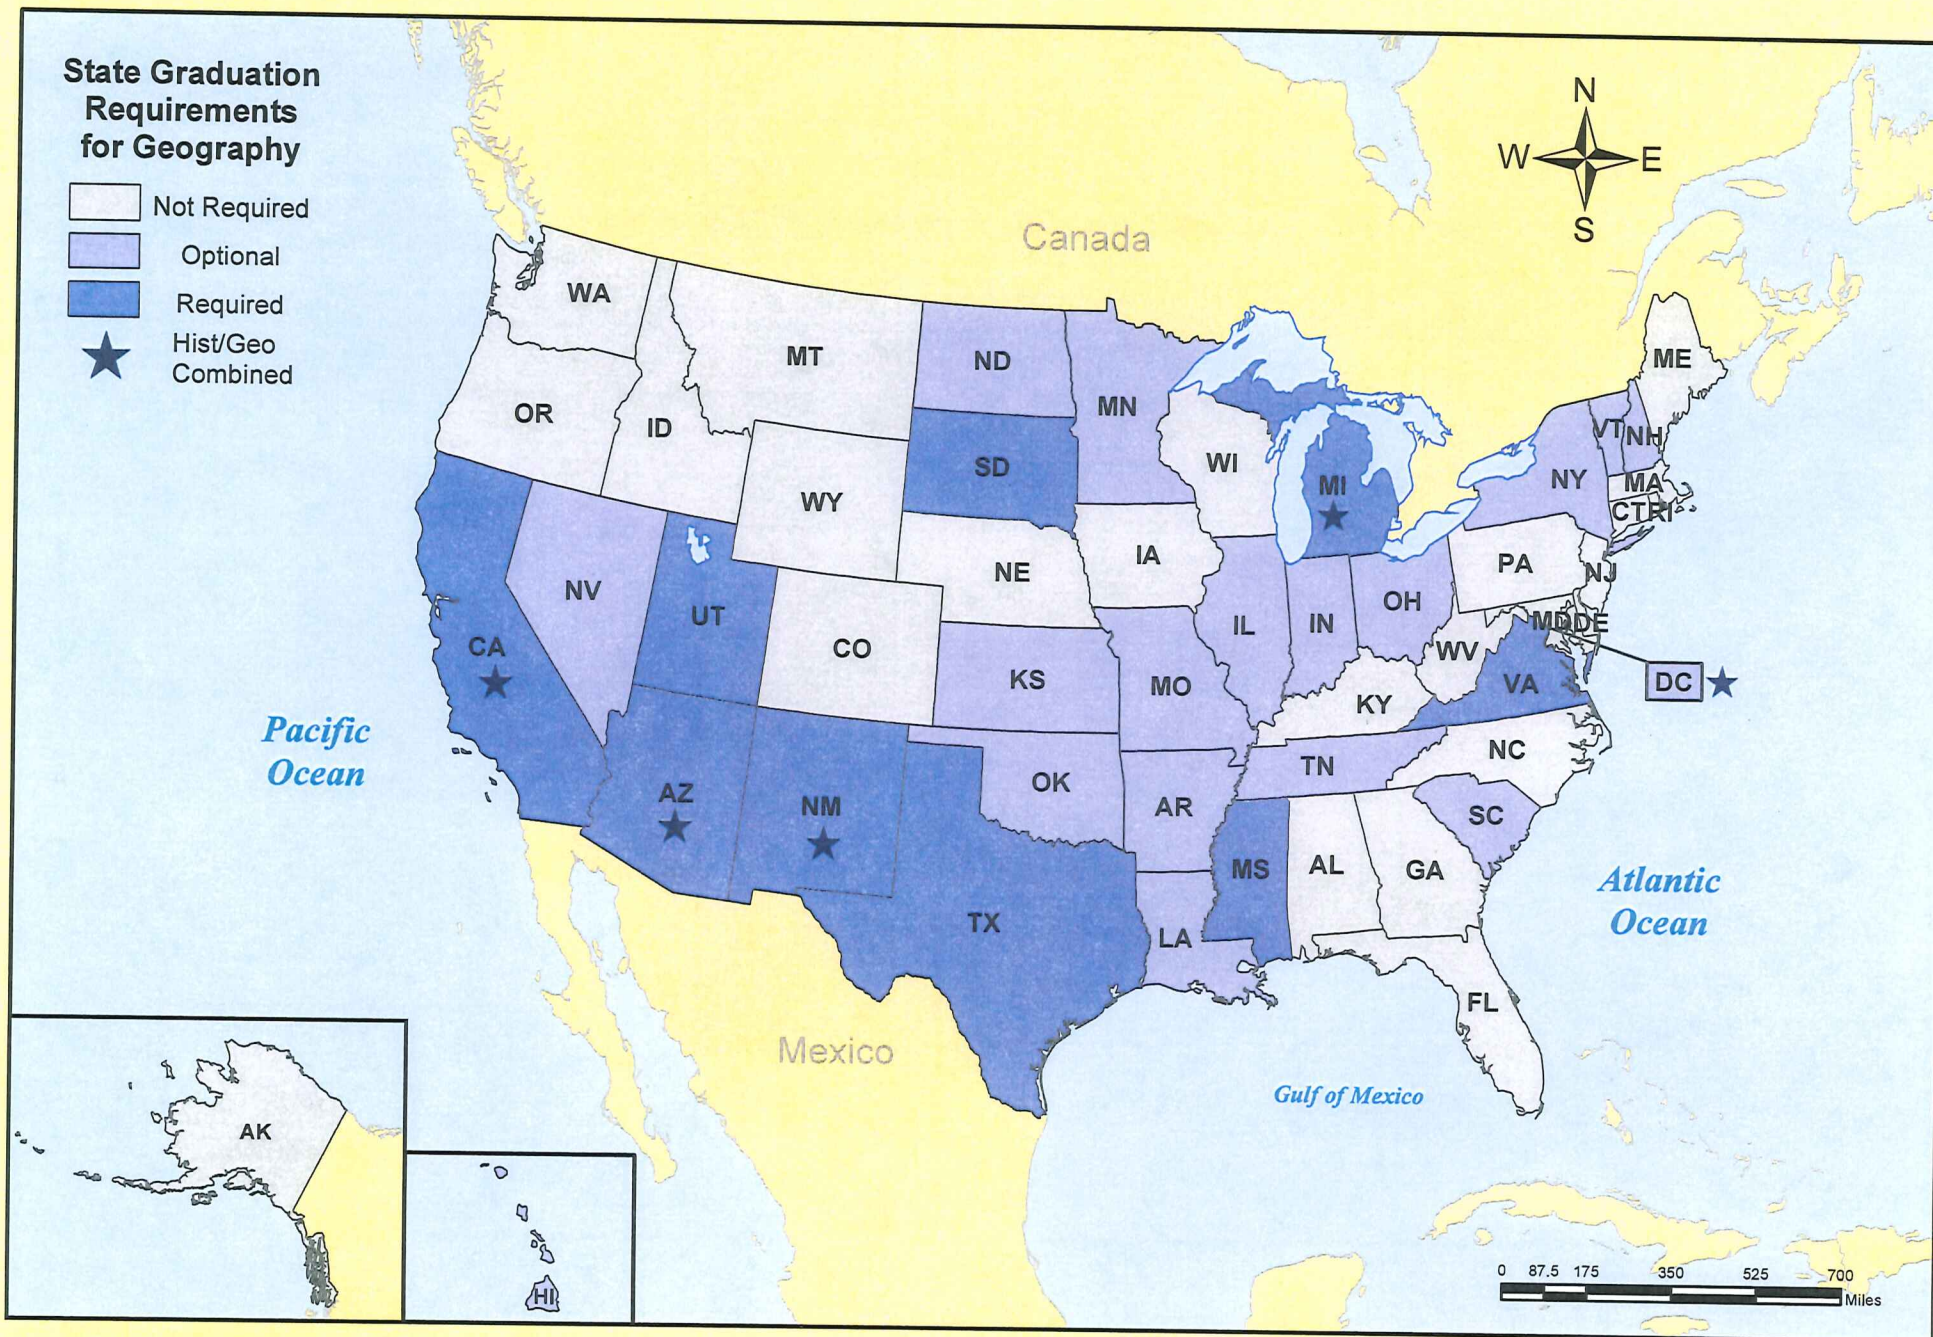 State Graduation
Requirements
for Geography
Not Required
Optional
Required
Hist/Geo
Combined
N
W
E
S
Canada
WA
MT
ND
MN
ME
OR
ID
SD
WI
MI
VT
NH
NY
MA
CT
RI
WY
IA
NE
PA
NJ
NV
UT
CO
IL
IN
OH
MD
DE
CA
KS
MO
WV
VA
DC
KY
Pacific
Ocean
AZ
NM
OK
AR
TN
NC
SC
MS
AL
GA
TX
LA
FL
Atlantic
Ocean
Mexico
Gulf of Mexico
AK
HI
0 87.5 175 350 525 700
Miles